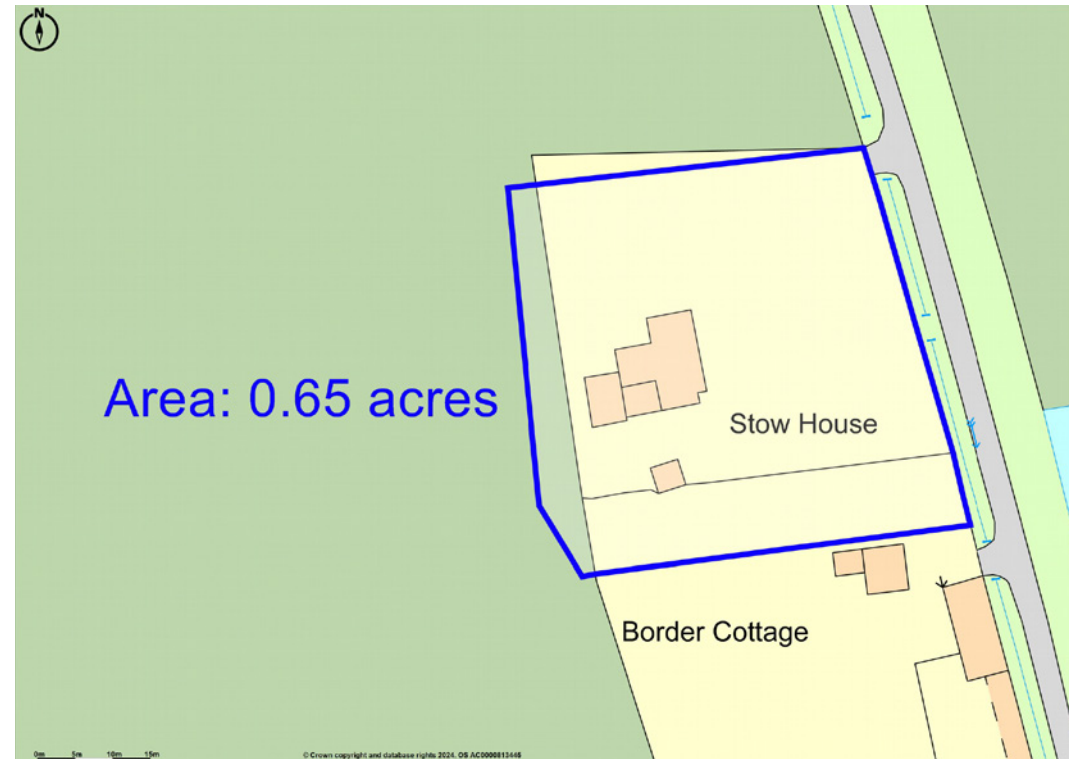 N
Area: 0.65 acres
Stow House
Border Cottage
0m 5m 10m 15m
© Crown copyright and database rights 2024. OS AC0000813445